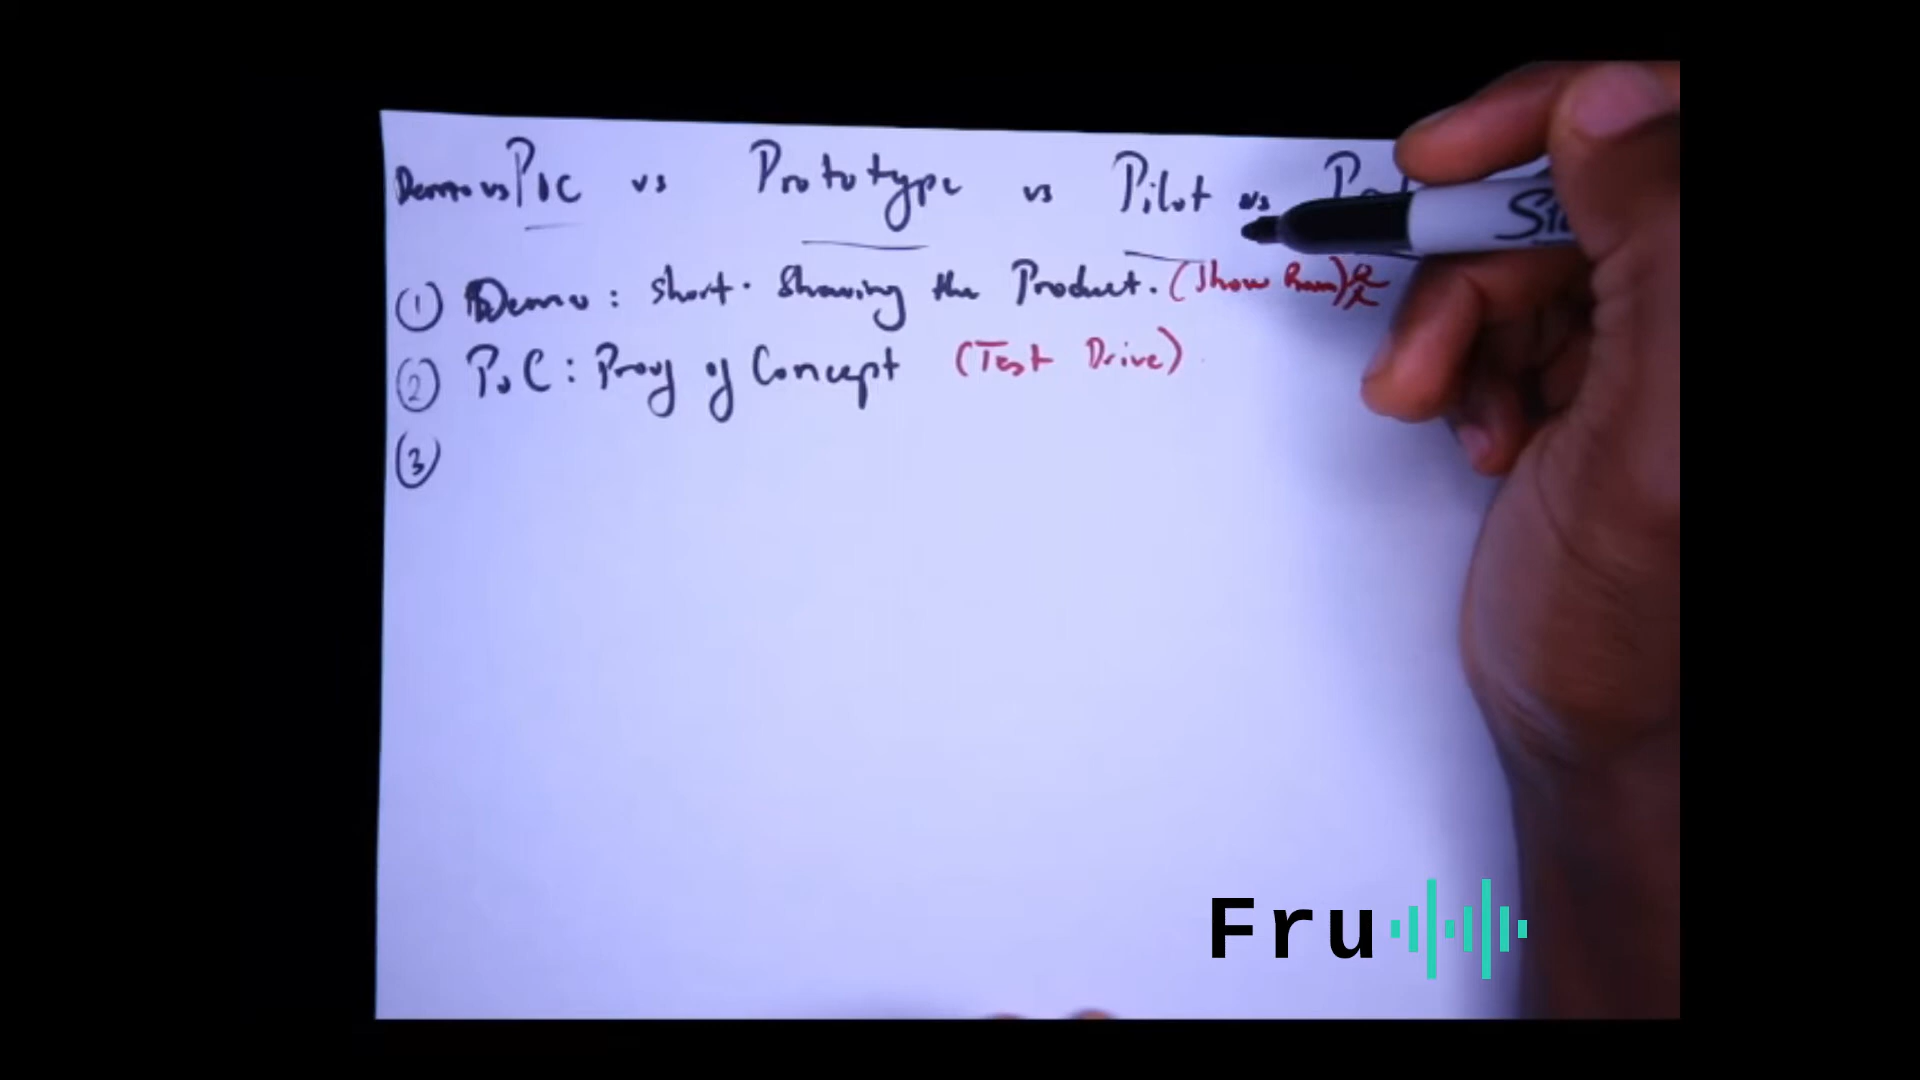 Demo vs PoC vs Prototype vs Pilot vs
① Demo: short. Showing the Product. (Show Room)
② PoC: Proof of Concept (Test Drive)
③
Fru